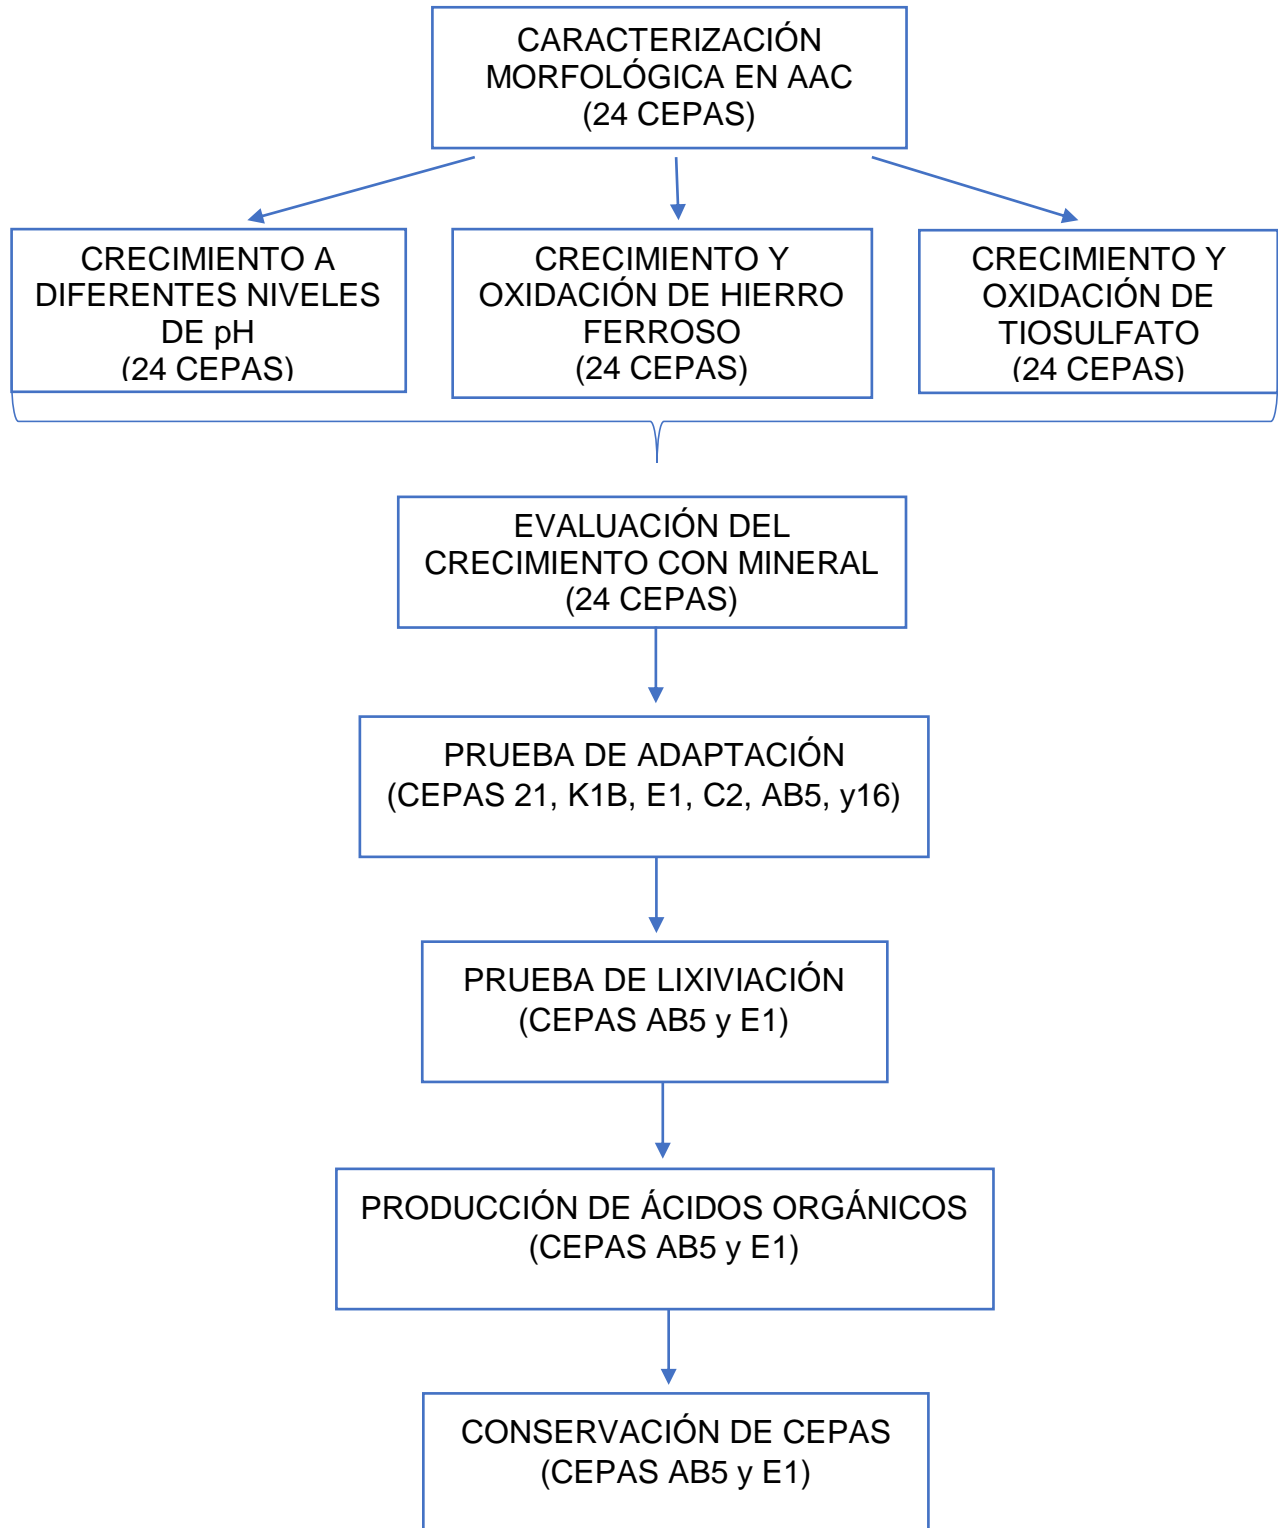 CARACTERIZACIÓN
MORFOLÓGICA EN AAC
(24 CEPAS)
CRECIMIENTO A
DIFERENTES NIVELES
DE pH
(24 CEPAS)
CRECIMIENTO Y
OXIDACIÓN DE HIERRO
FERROSO
(24 CEPAS)
CRECIMIENTO Y
OXIDACIÓN DE
TIOSULFATO
(24 CEPAS)
EVALUACIÓN DEL
CRECIMIENTO CON MINERAL
(24 CEPAS)
PRUEBA DE ADAPTACIÓN
(CEPAS 21, K1B, E1, C2, AB5, y16)
PRUEBA DE LIXIVIACIÓN
(CEPAS AB5 y E1)
PRODUCCIÓN DE ÁCIDOS ORGÁNICOS
(CEPAS AB5 y E1)
CONSERVACIÓN DE CEPAS
(CEPAS AB5 y E1)